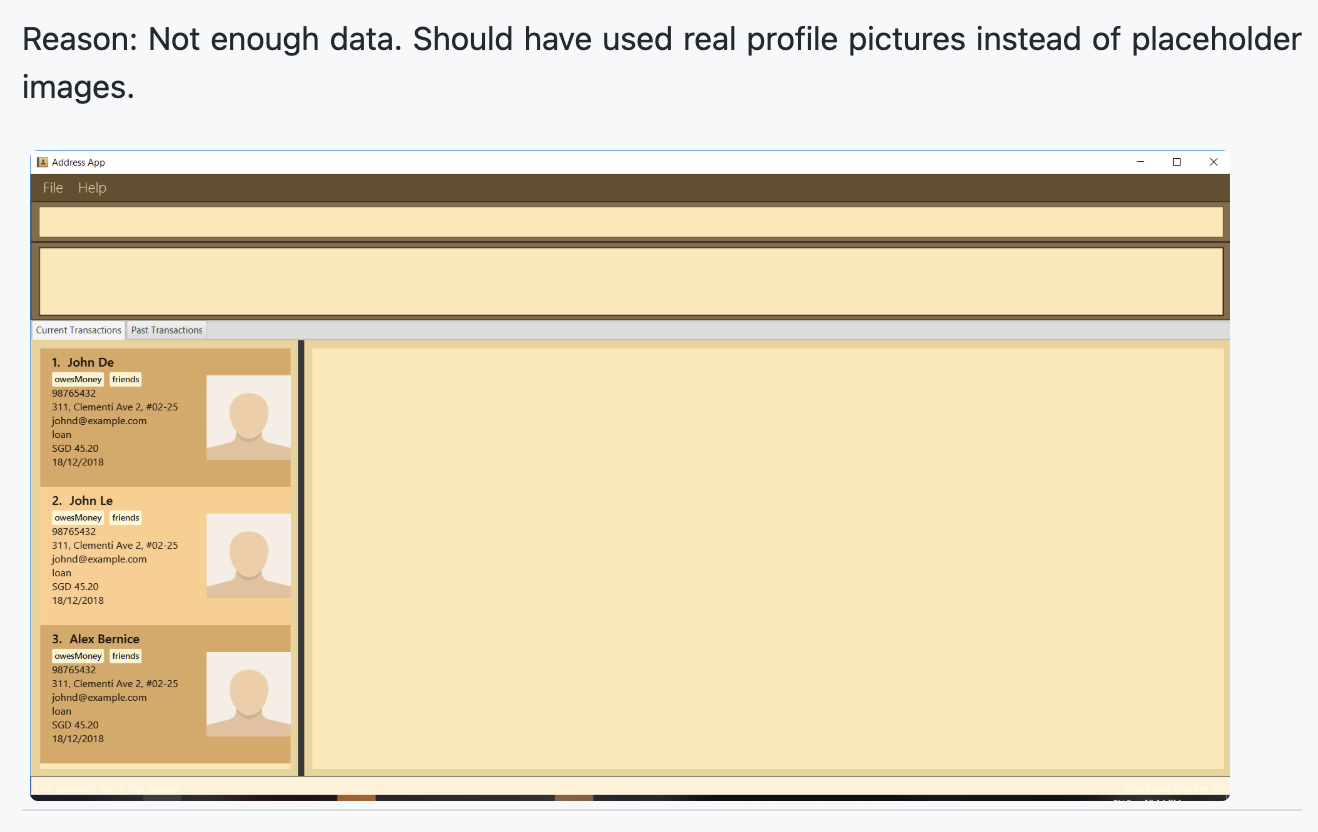 Reason: Not enough data. Should have used real profile pictures instead of placeholder
images.
Address App
File Help
Current Transactions Past Transactions
1. John De
owesMoney friends
98765432
311, Clementi Ave 2, #02-25
johnd@example.com
loan
SGD 45.20
18/12/2018
2. John Le
owesMoney friends
98765432
311, Clementi Ave 2, #02-25
johnd@example.com
loan
SGD 45.20
18/12/2018
3. Alex Bernice
owesMoney friends
98765432
311, Clementi Ave 2, #02-25
johnd@example.com
loan
SGD 45.20
18/12/2018